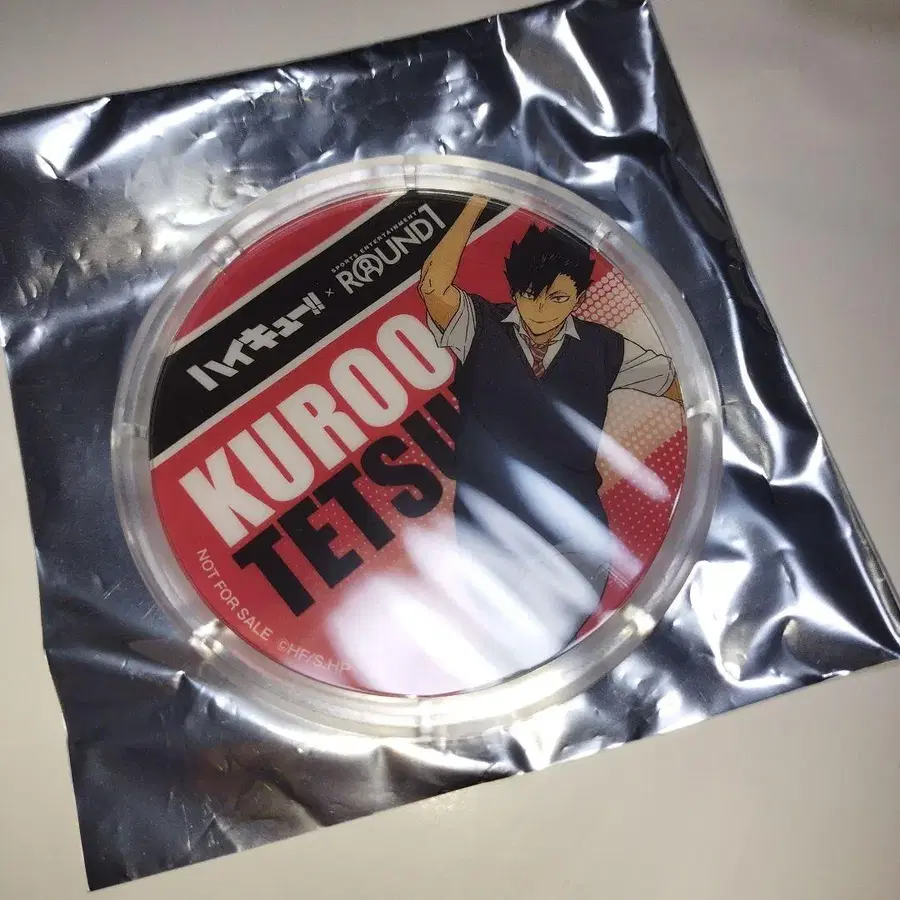 ハイキュー!! × SPORTS ENTERTAINMENT
ROUND1
KUROO
TETSU
NOT FOR SALE ©HF/S,HP